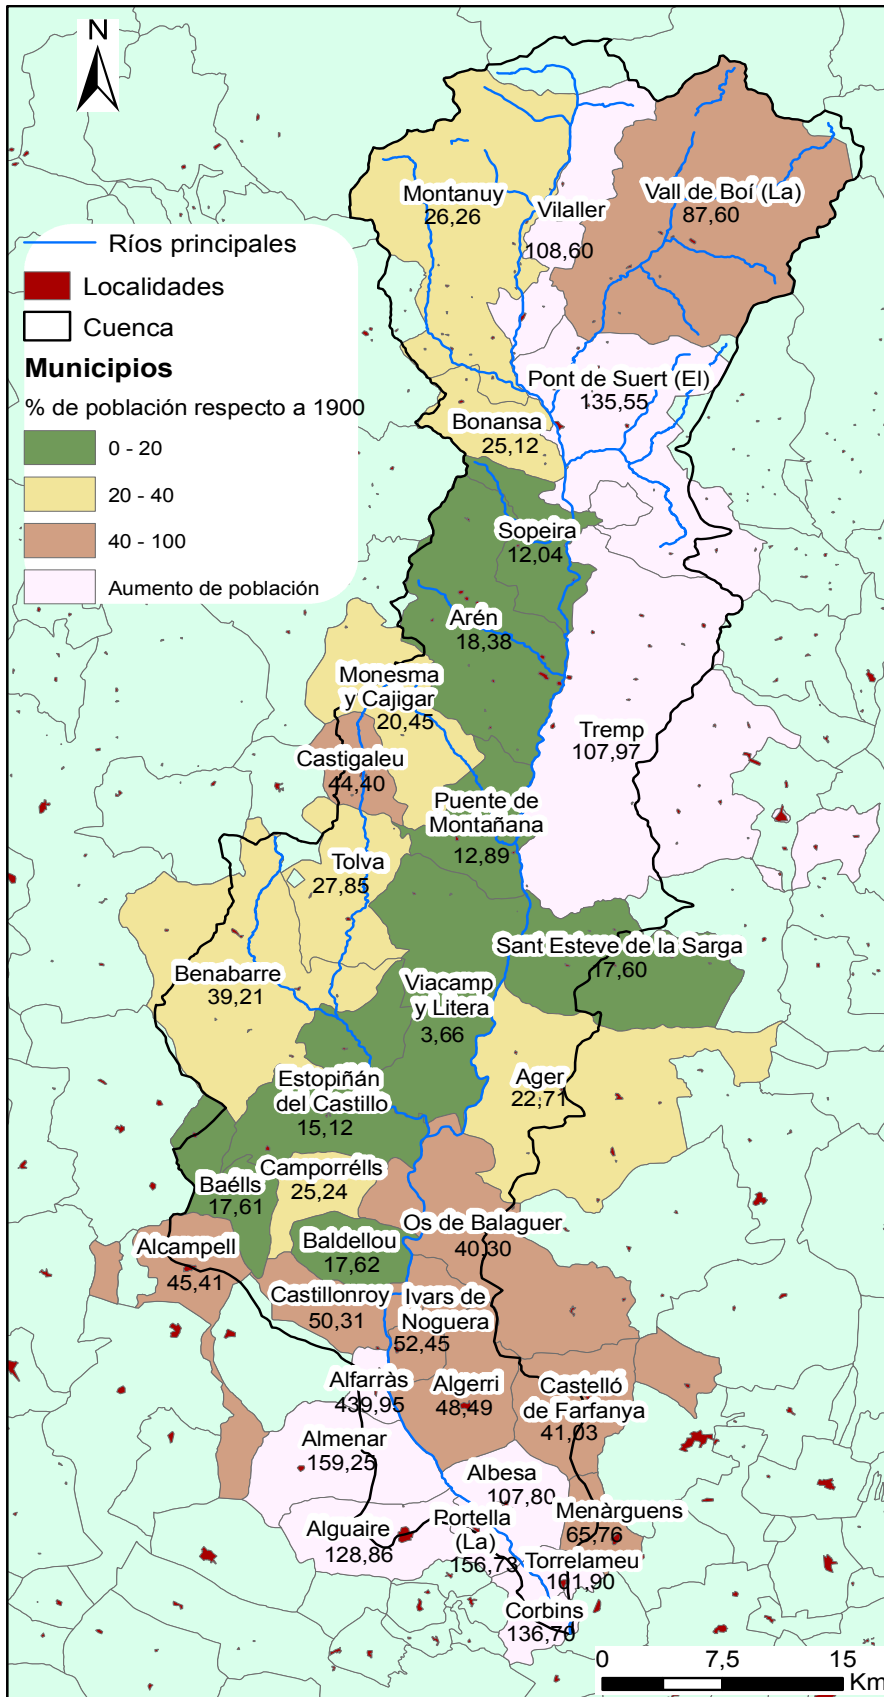 N
Montanuy
26,26
Vilaller
108,60
Vall de Boí (La)
87,60
Ríos principales
Localidades
Cuenca
Municipios
% de población respecto a 1900
0 - 20
20 - 40
40 - 100
Aumento de población
Pont de Suert (El)
135,55
Bonansa
25,12
Sopeira
12,04
Arén
18,38
Monesma
y Cajigar
20,45
Castigaleu
44,40
Tremp
107,97
Puente de
Montañana
12,89
Tolva
27,85
Sant Esteve de la Sarga
17,60
Benabarre
39,21
Viacamp
y Litera
3,66
Ager
22,71
Estopiñán
del Castillo
15,12
Camporrélls
25,24
Baélls
17,61
Os de Balaguer
40,30
Alcampell
45,41
Baldellou
17,62
Castillonroy
50,31
Ivars de
Noguera
52,45
Alfarràs
439,95
Algerri
48,49
Castelló
de Farfanya
41,03
Almenar
159,25
Albesa
107,80
Menàrguens
65,76
Alguaire
128,86
Portella
(La)
156,73
Torrelameu
101,90
Corbins
136,70
0 7,5 15
Km